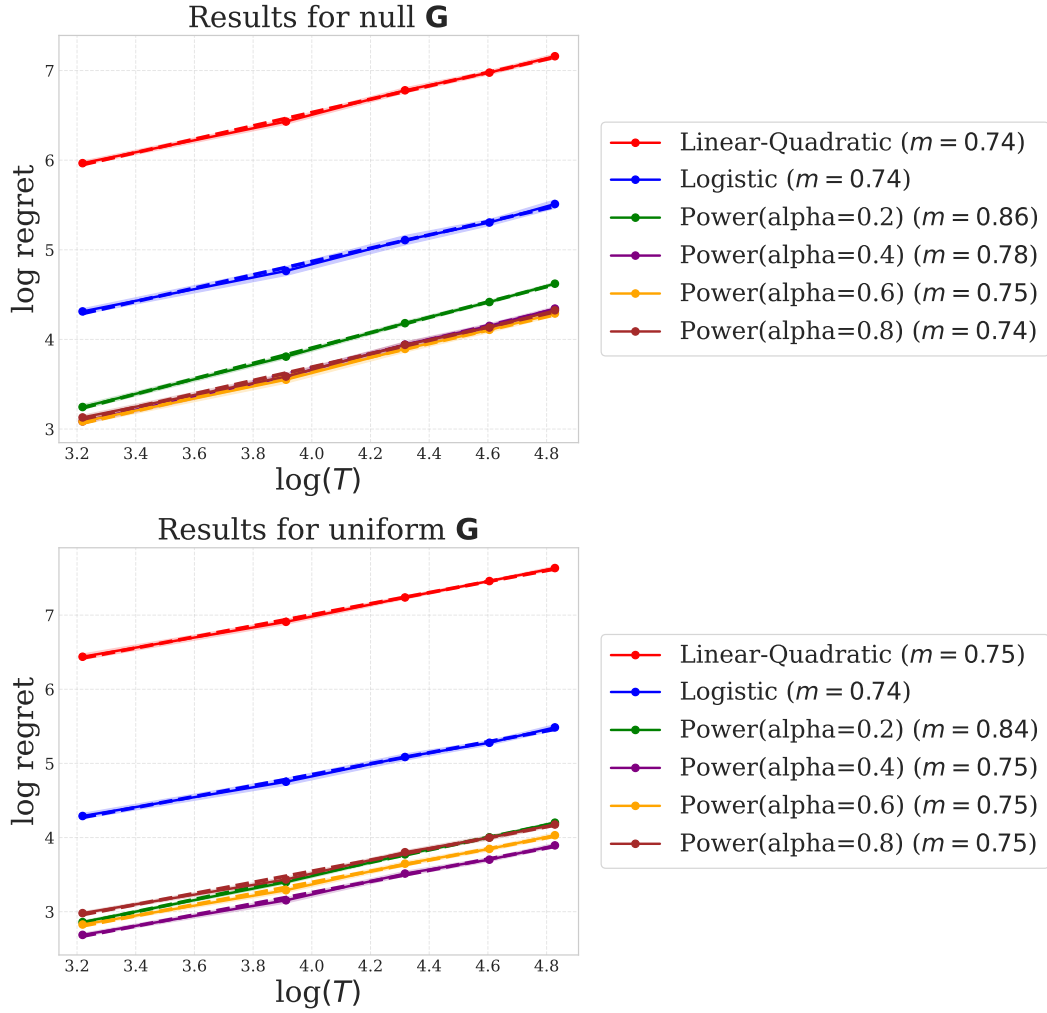 Results for null G
7
6
5
4
3
log regret
3.2 3.4 3.6 3.8 4.0 4.2 4.4 4.6 4.8
log(T)
Linear-Quadratic (m = 0.74)
Logistic (m = 0.74)
Power(alpha=0.2) (m = 0.86)
Power(alpha=0.4) (m = 0.78)
Power(alpha=0.6) (m = 0.75)
Power(alpha=0.8) (m = 0.74)
Results for uniform G
7
6
5
4
3
log regret
3.2 3.4 3.6 3.8 4.0 4.2 4.4 4.6 4.8
log(T)
Linear-Quadratic (m = 0.75)
Logistic (m = 0.74)
Power(alpha=0.2) (m = 0.84)
Power(alpha=0.4) (m = 0.75)
Power(alpha=0.6) (m = 0.75)
Power(alpha=0.8) (m = 0.75)